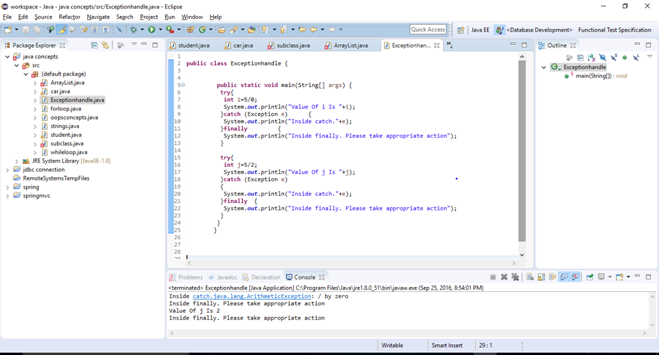 workspace - Java - java concepts/src/Exceptionhandle.java - Eclipse
File Edit Source Refactor Navigate Search Project Run Window Help
Quick Access
Java EE
<Database Development>
Functional Test Specification
Package Explorer
java concepts
src
(default package)
ArrayList.java
car.java
Exceptionhandle.java
forloop.java
oopsconcepts.java
strings.java
student.java
subclass.java
whileloop.java
JRE System Library [JavaSE-1.8]
jdbc connection
RemoteSystemsTempFiles
spring
springmvc
student.java
car.java
subclass.java
ArrayList.java
Exceptionhan...
1
2 public class Exceptionhandle {
3
4
5 public static void main(String[] args) {
6 try{
7 int i=5/0;
8 System.out.println("Value Of i Is "+i);
9 }catch (Exception e) {
10 System.out.println("Inside catch."+e);
11 }finally {
12 System.out.println("Inside finally. Please take appropriate action");
13 }
14
15 try{
16 int j=5/2;
17 System.out.println("Value Of j Is "+j);
18 }catch (Exception e)
19 {
20 System.out.println("Inside catch."+e);
21 }finally {
22 System.out.println("Inside finally. Please take appropriate action");
23 }
24 }
25 }
26
27
28
Outline
Exceptionhandle
main(String[]) : void
Problems
Javadoc
Declaration
Console
<terminated> Exceptionhandle [Java Application] C:\Program Files\Java\jre1.8.0_51\bin\javaw.exe (Sep 25, 2016, 8:54:01 PM)
Inside catch.java.lang.ArithmeticException: / by zero
Inside finally. Please take appropriate action
Value Of j Is 2
Inside finally. Please take appropriate action
Writable
Smart Insert
29 : 1